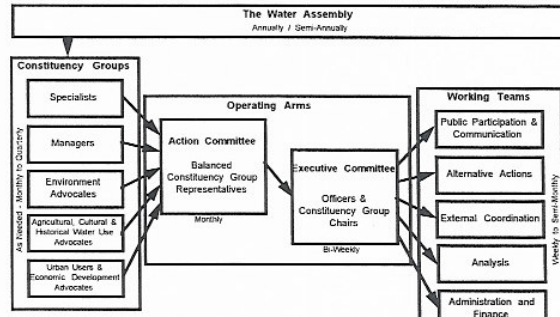 The Water Assembly
Annually / Semi-Annually
Constituency Groups
As Needed - Monthly to Quarterly
Specialists
Managers
Environment
Advocates
Agricultural, Cultural &
Historical Water Use
Advocates
Urban Users &
Economic Development
Advocates
Operating Arms
Action Committee
Balanced
Constituency Group
Representatives
Monthly
Executive Committee
Officers &
Constituency Group
Chairs
Bi-Weekly
Working Teams
Public Participation &
Communication
Alternative Actions
External Coordination
Analysis
Administration and
Finance
Weekly to Semi-Monthly